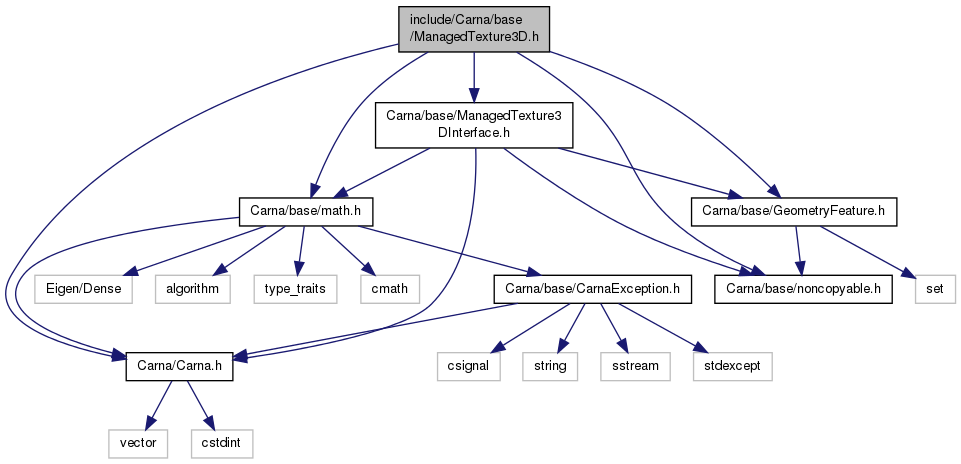 include/Carna/base
/ManagedTexture3D.h
Carna/base/ManagedTexture3
DInterface.h
Carna/base/math.h
Carna/base/GeometryFeature.h
Eigen/Dense
algorithm
type_traits
cmath
Carna/base/CarnaException.h
Carna/base/noncopyable.h
set
Carna/Carna.h
csignal
string
sstream
stdexcept
vector
cstdint